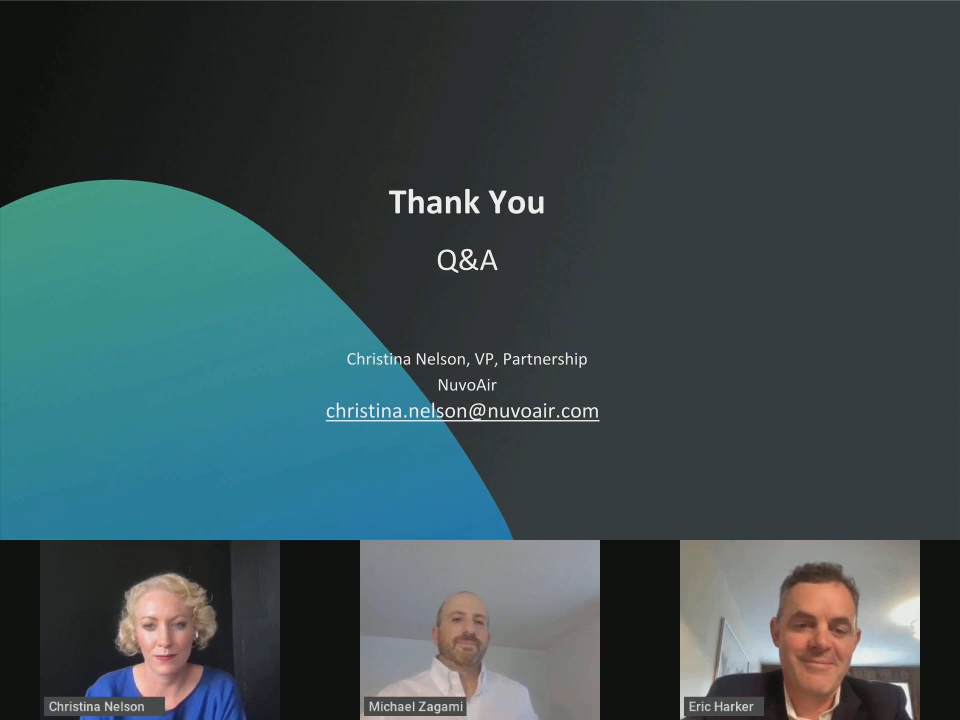 Thank You
Q&A
Christina Nelson, VP, Partnership
NuvoAir
christina.nelson@nuvoair.com
Christina Nelson
Michael Zagami
Eric Harker